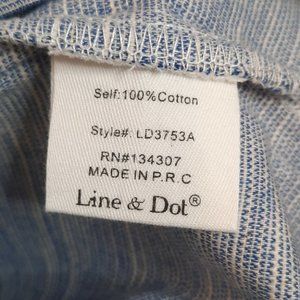 Self:100%Cotton
Style#: LD3753A
RN#134307
MADE IN P.R.C
Line & Dot®